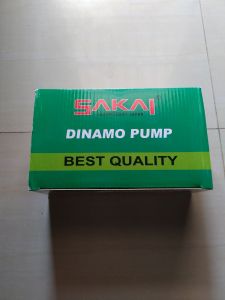 SAKAI
DINAMO PUMP
BEST QUALITY